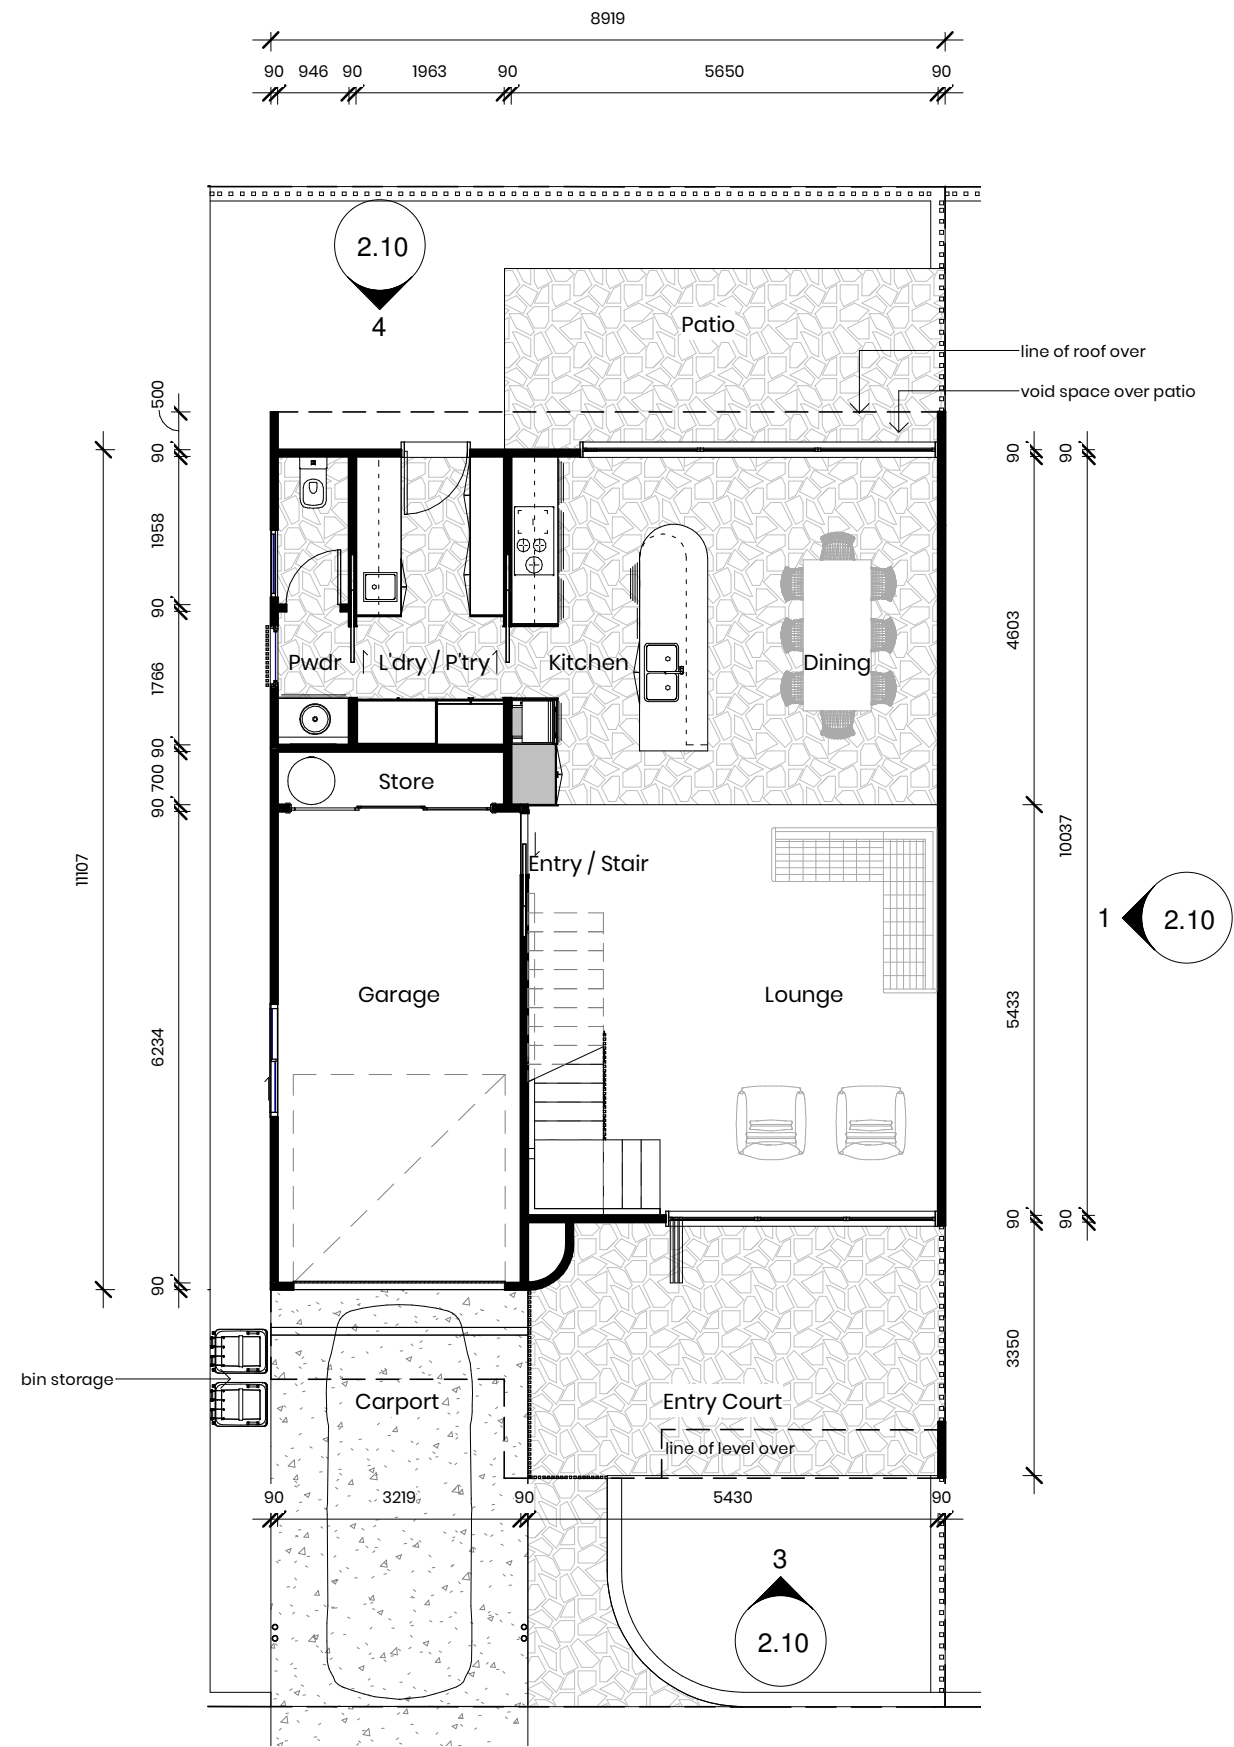 8919
90 946 90 1963 90 5650 90
2.10
4
Patio
line of roof over
void space over patio
500
90
90
90
1958
4603
90
Pwdr
L'dry / P'try
Kitchen
Dining
1766
90
700
90
Store
11107
10037
Entry / Stair
1
2.10
Garage
Lounge
5433
6234
90
90
90
3350
bin storage
Carport
Entry Court
line of level over
90 3219 90 5430 90
3
2.10